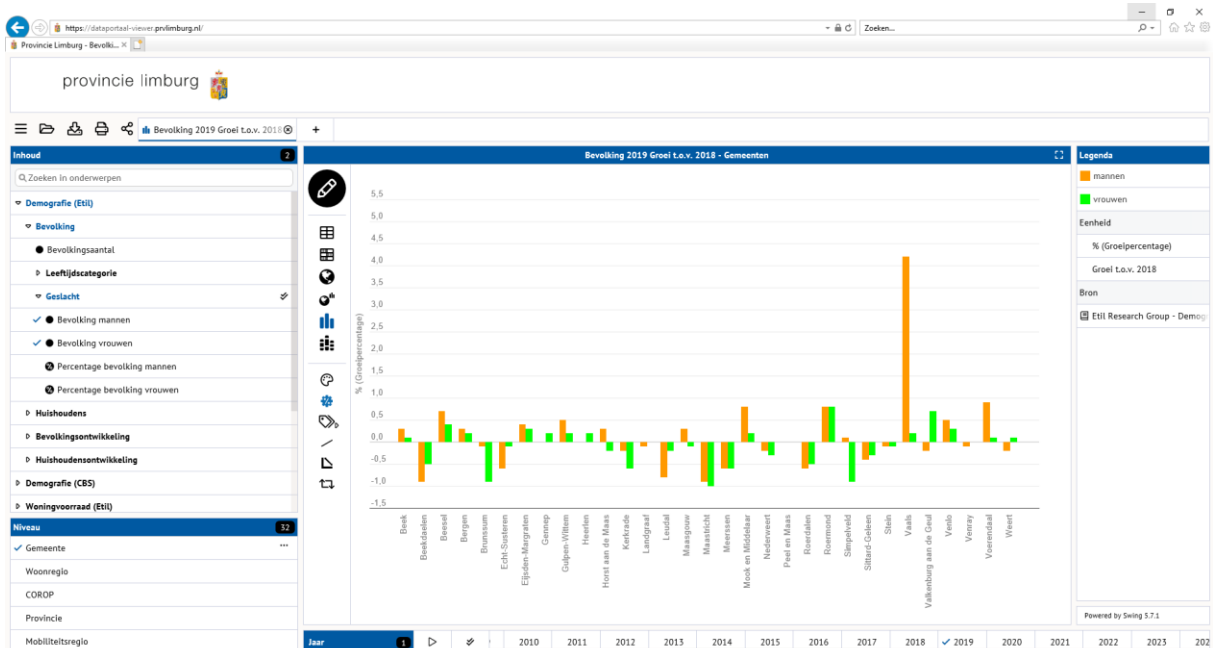 https://dataportaal-viewer.prvlimburg.nl/
Zoeken...
Provincie Limburg - Bevolki...
provincie limburg
Bevolking 2019 Groei t.o.v. 2018
+
Inhoud 2
Zoeken in onderwerpen
Demografie (Etil)
Bevolking
Bevolkingsaantal
Leeftijdscategorie
Geslacht
Bevolking mannen
Bevolking vrouwen
Percentage bevolking mannen
Percentage bevolking vrouwen
Huishoudens
Bevolkingsontwikkeling
Huishoudensontwikkeling
Demografie (CBS)
Woningvoorraad (Etil)
Niveau 32
Gemeente
Woonregio
COROP
Provincie
Mobiliteitsregio
Bevolking 2019 Groei t.o.v. 2018 - Gemeenten
% (Groeipercentage)
5,5
5,0
4,5
4,0
3,5
3,0
2,5
2,0
1,5
1,0
0,5
0,0
-0,5
-1,0
-1,5
Beek
Beekdaelen
Beesel
Bergen
Brunssum
Echt-Susteren
Eijsden-Margraten
Gennep
Gulpen-Wittem
Heerlen
Horst aan de Maas
Kerkrade
Landgraaf
Leudal
Maasgouw
Maastricht
Meerssen
Mook en Middelaar
Nederweert
Peel en Maas
Roerdalen
Roermond
Simpelveld
Sittard-Geleen
Stein
Vaals
Valkenburg aan de Geul
Venlo
Venray
Voerendaal
Weert
Legenda
mannen
vrouwen
Eenheid
% (Groeipercentage)
Groei t.o.v. 2018
Bron
Etil Research Group - Demog
Powered by Swing 5.7.1
Jaar 1 2010 2011 2012 2013 2014 2015 2016 2017 2018 2019 2020 2021 2022 2023 202